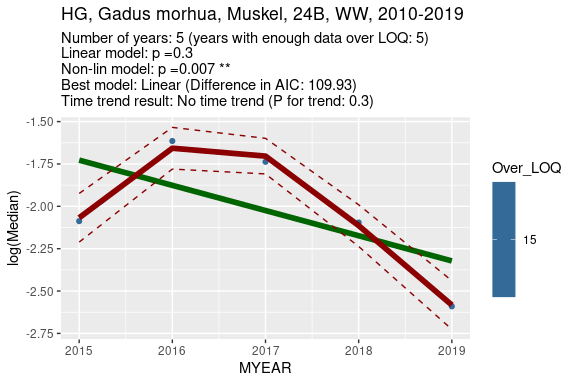 HG, Gadus morhua, Muskel, 24B, WW, 2010-2019
Number of years: 5 (years with enough data over LOQ: 5)
Linear model: p =0.3
Non-lin model: p =0.007 **
Best model: Linear (Difference in AIC: 109.93)
Time trend result: No time trend (P for trend: 0.3)
-1.50
-1.75
-2.00
-2.25
-2.50
-2.75
log(Median)
2015 2016 2017 2018 2019
MYEAR
Over_LOQ
15